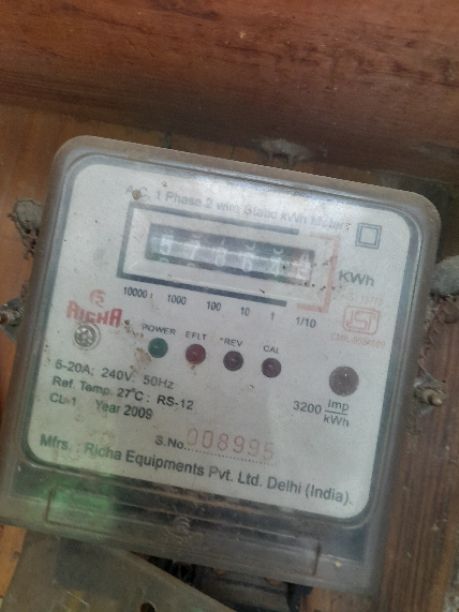 A.C. 1 Phase 2 wire Static kWh Meter
KWh
10000 1000 100 10 1 1/10
RICHA
POWER EFLT REV CAL
5-20A; 240V; 50Hz
Ref. Temp. 27°C ; RS-12
CL-1 Year 2009
3200 imp
kWh
S.No. 008995
Mfrs. : Richa Equipments Pvt. Ltd. Delhi (India).